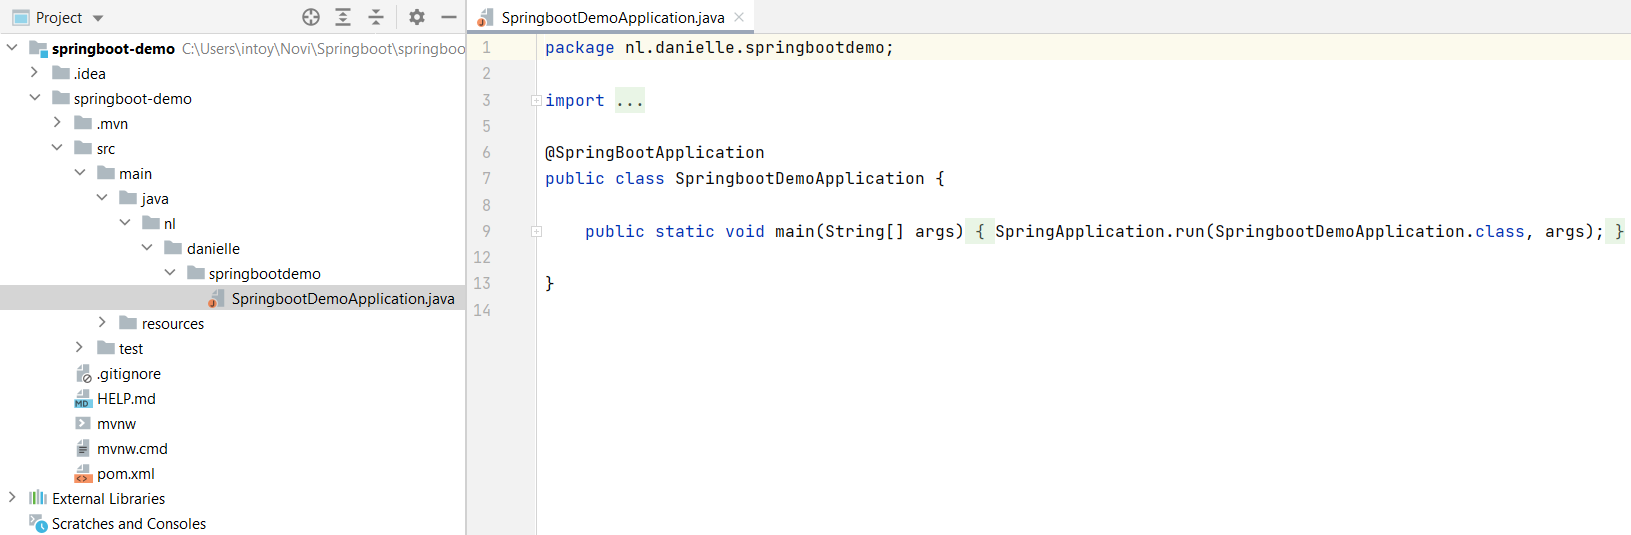 Project
springboot-demo C:\Users\intoy\Novi\Springboot\springboo
.idea
springboot-demo
.mvn
src
main
java
nl
danielle
springbootdemo
SpringbootDemoApplication.java
resources
test
.gitignore
HELP.md
mvnw
mvnw.cmd
pom.xml
External Libraries
Scratches and Consoles
SpringbootDemoApplication.java
1 package nl.danielle.springbootdemo;
2
3 import ...
5
6 @SpringBootApplication
7 public class SpringbootDemoApplication {
8
9 public static void main(String[] args) { SpringApplication.run(SpringbootDemoApplication.class, args); }
12
13 }
14